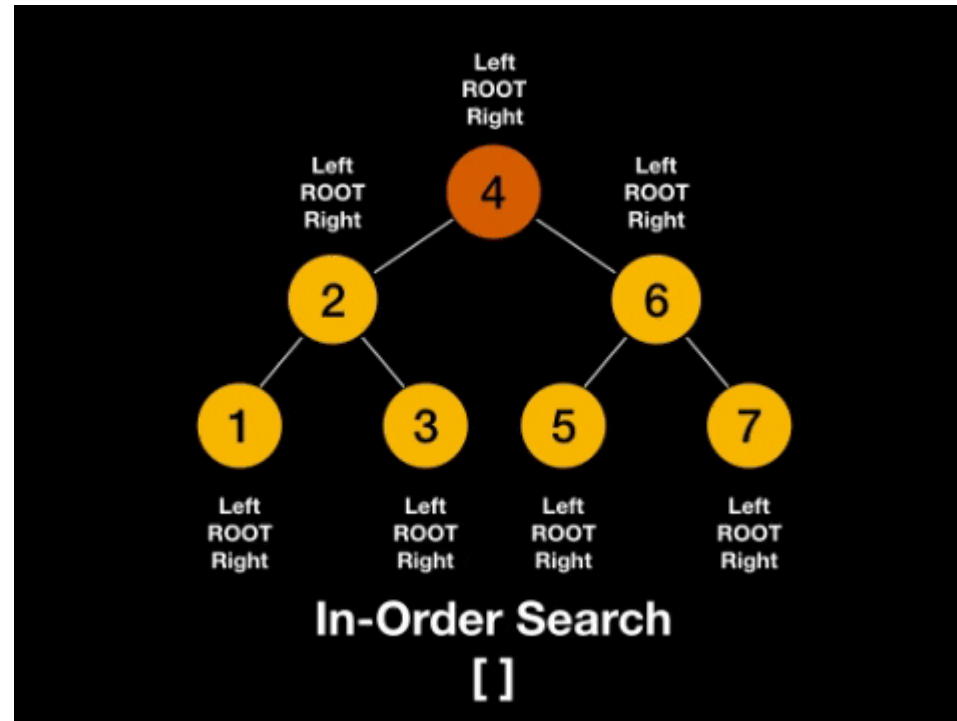 Left
ROOT
Right
4
Left
ROOT
Right
Left
ROOT
Right
2
6
1
3
5
7
Left
ROOT
Right
Left
ROOT
Right
Left
ROOT
Right
Left
ROOT
Right
In-Order Search
[ ]